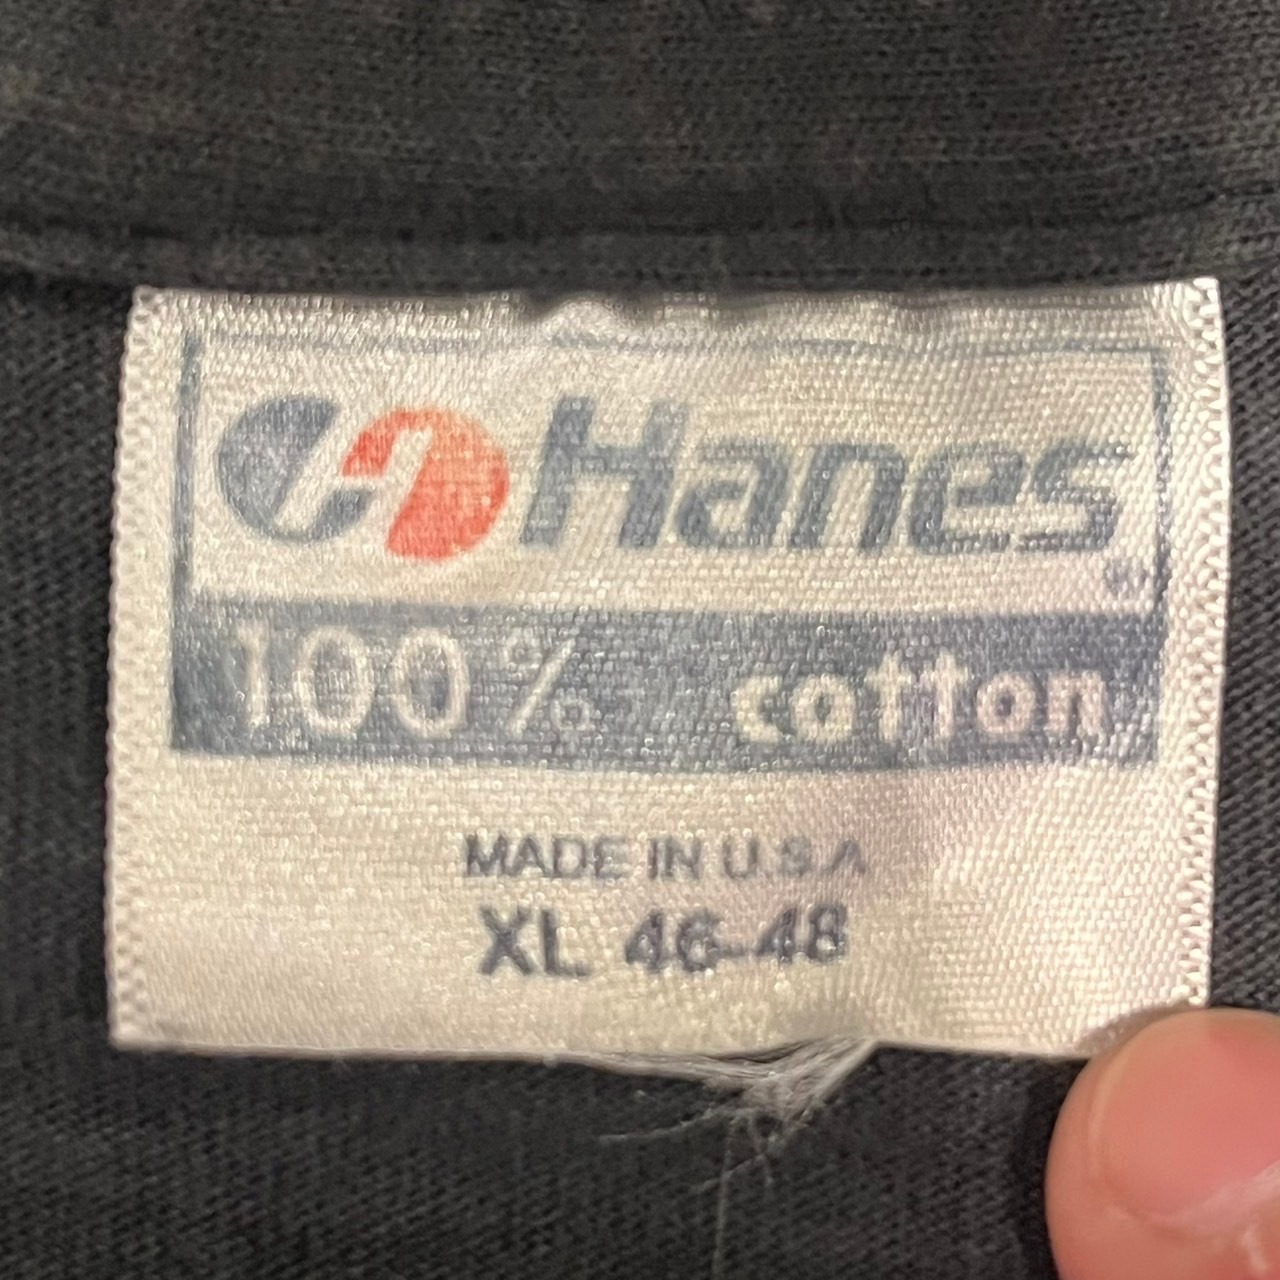 Hanes®
100% cotton
MADE IN U.S.A
XL 46-48